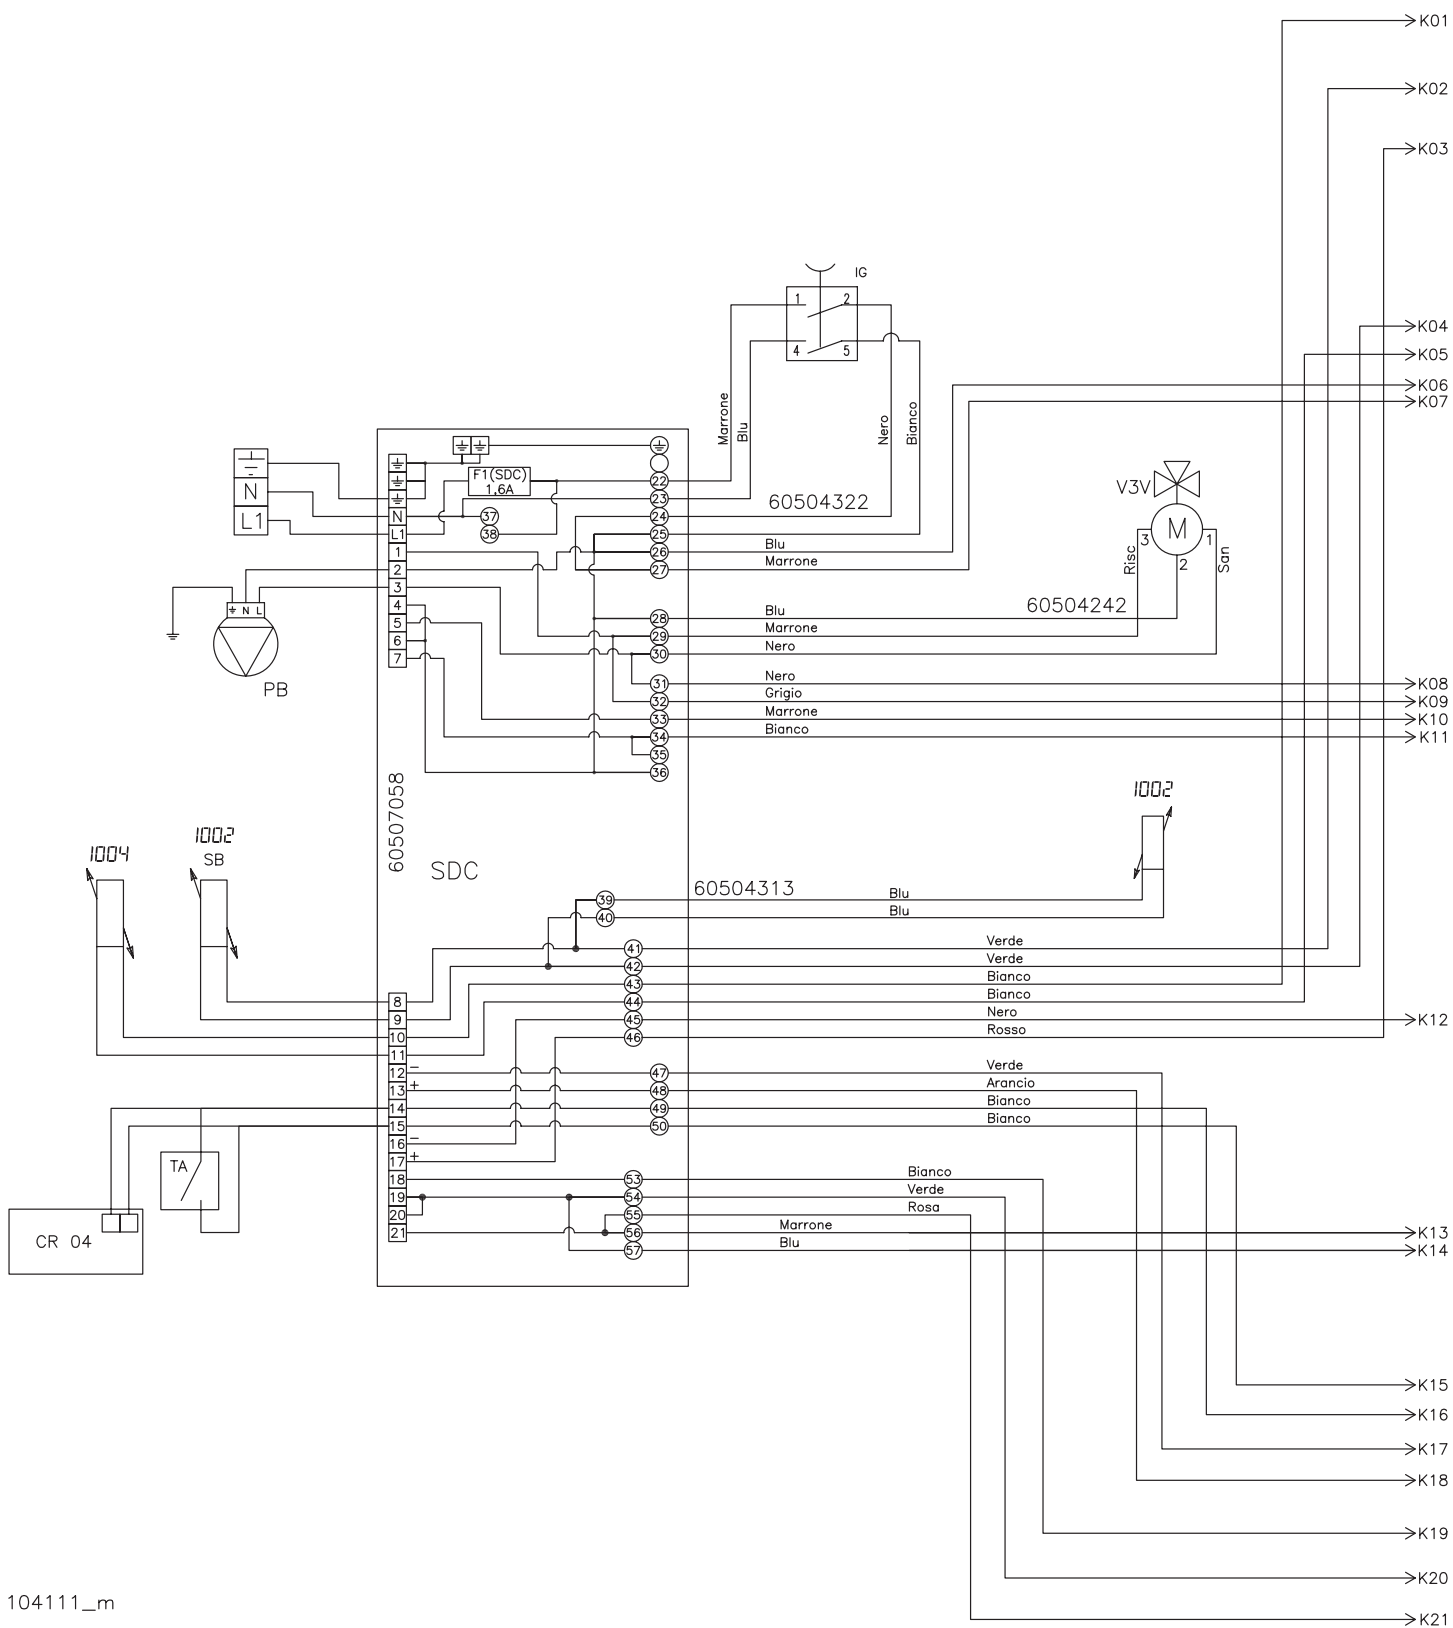 K01
K02
K03
IG
1 2
4 5
K04
K05
K06
K07
Marrone
Blu
Nero
Bianco
N
L1
F1(SDC)
1,6A
N
L1
1
2
3
4
5
6
7
37
38
22
23
24
25
26
27
28
29
30
31
32
33
34
35
36
60504322
Blu
Marrone
V3V
M
3
1
2
Risc
San
60504242
Blu
Marrone
Nero
N L
PB
Nero
K08
Grigio
K09
Marrone
K10
Bianco
K11
60507058
SDC
1004
1002
SB
1002
60504313
39
40
Blu
Blu
41
42
43
44
45
46
Verde
Verde
Bianco
Bianco
Nero
K12
Rosso
8
9
10
11
12 −
13 +
14
15
16 −
17 +
18
19
20
21
47
48
49
50
Verde
Arancio
Bianco
Bianco
TA
CR 04
53
54
55
56
57
Bianco
Verde
Rosa
Marrone
K13
Blu
K14
K15
K16
K17
K18
K19
K20
K21
104111_m